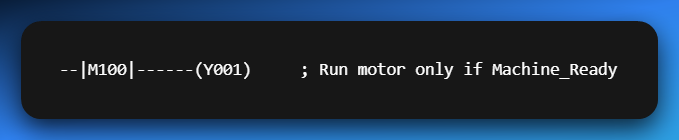 --|M100|------(Y001)     ; Run motor only if Machine_Ready